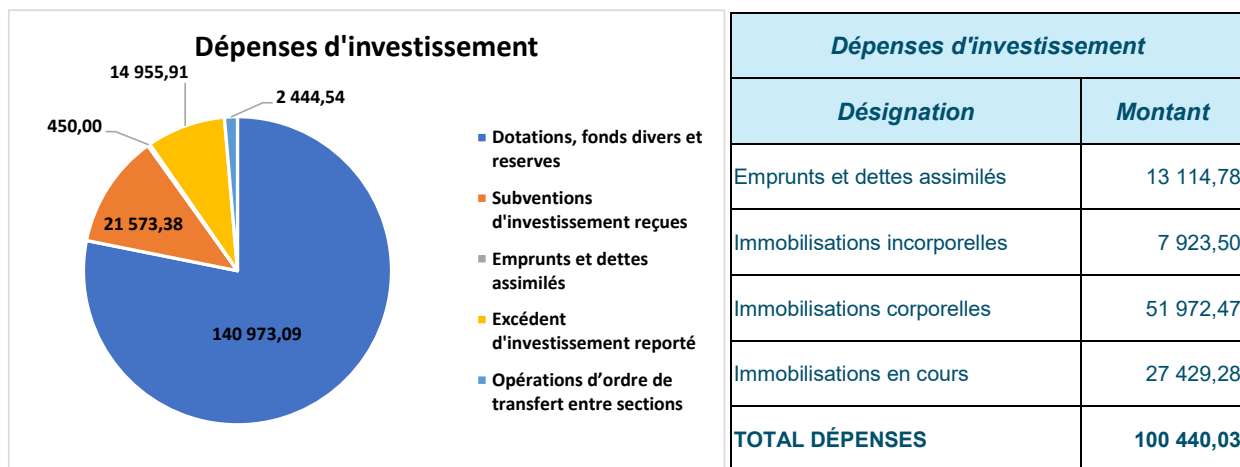 Dépenses d'investissement
14 955,91
2 444,54
450,00
21 573,38
140 973,09
Dotations, fonds divers et
reserves
Subventions
d'investissement reçues
Emprunts et dettes
assimilés
Excédent
d'investissement reporté
Opérations d’ordre de
transfert entre sections
Dépenses d'investissement
Désignation Montant
Emprunts et dettes assimilés 13 114,78
Immobilisations incorporelles 7 923,50
Immobilisations corporelles 51 972,47
Immobilisations en cours 27 429,28
TOTAL DÉPENSES 100 440,03